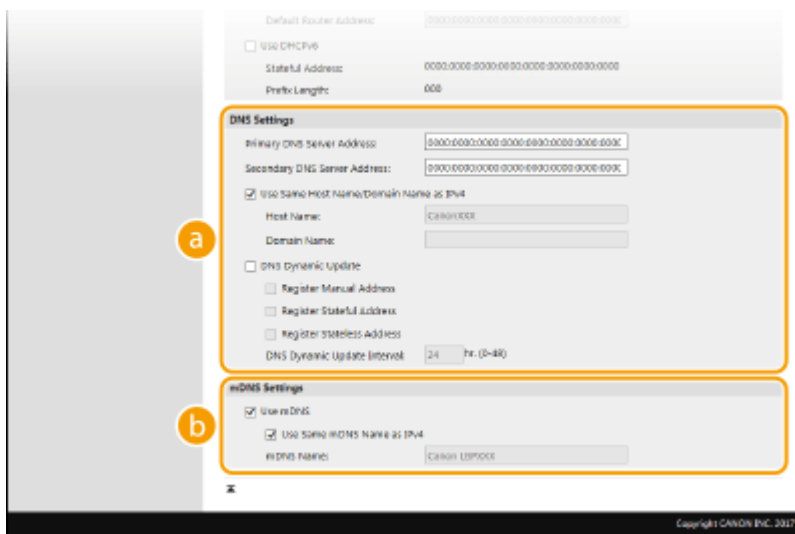 Default Router Address: 0000:0000:0000:0000:0000:0000:0000:000C
Use DHCPv6
Stateful Address: 0000:0000:0000:0000:0000:0000:0000:0000
Prefix Length: 000
DNS Settings
Primary DNS Server Address: 0000:0000:0000:0000:0000:0000:0000:000C
Secondary DNS Server Address: 0000:0000:0000:0000:0000:0000:0000:000C
Use Same Host Name/Domain Name as IPv4
Host Name: CanonXXX
a
Domain Name:
DNS Dynamic Update
Register Manual Address
Register Stateful Address
Register Stateless Address
DNS Dynamic Update Interval: 24 hr. (0-48)
mDNS Settings
Use mDNS
b
Use Same mDNS Name as IPv4
mDNS Name: Canon LBPXXX
Copyright CANON INC. 2017